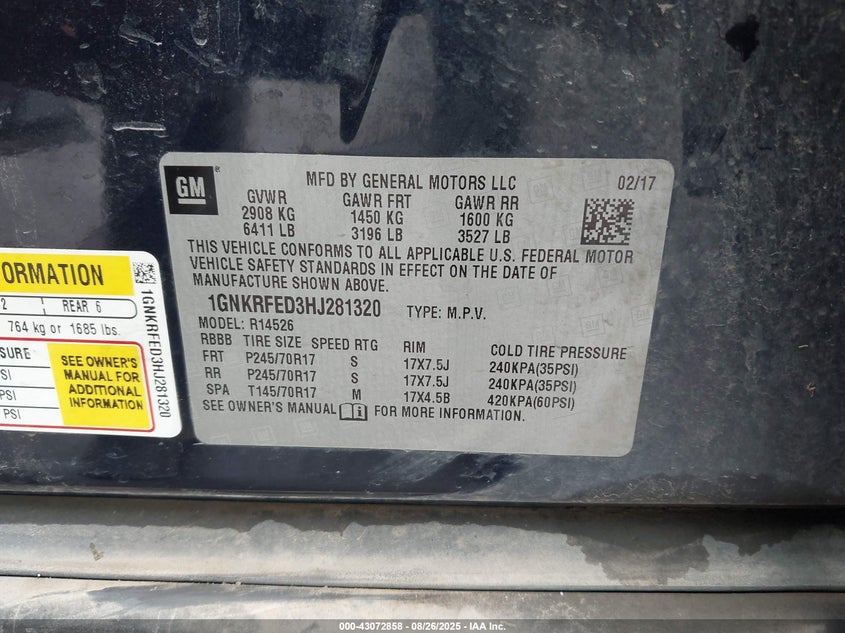 GM
MFD BY GENERAL MOTORS LLC 02/17
GVWR GAWR FRT GAWR RR
2908 KG 1450 KG 1600 KG
6411 LB 3196 LB 3527 LB
THIS VEHICLE CONFORMS TO ALL APPLICABLE U.S. FEDERAL MOTOR
VEHICLE SAFETY STANDARDS IN EFFECT ON THE DATE OF
MANUFACTURE SHOWN ABOVE.
1GNKRFED3HJ281320 TYPE: M.P.V.
MODEL: R14526
RBBB TIRE SIZE SPEED RTG RIM COLD TIRE PRESSURE
FRT P245/70R17 S 17X7.5J 240KPA(35PSI)
RR P245/70R17 S 17X7.5J 240KPA(35PSI)
SPA T145/70R17 M 17X4.5B 420KPA(60PSI)
SEE OWNER'S MANUAL FOR MORE INFORMATION.
ORMATION
2 REAR 6
764 kg or 1685 lbs.
SSURE
SI
PSI
PSI
SEE OWNER'S
MANUAL FOR
ADDITIONAL
INFORMATION
1GNKRFED3HJ281320
000-43072858 - 08/26/2025 - IAA Inc.